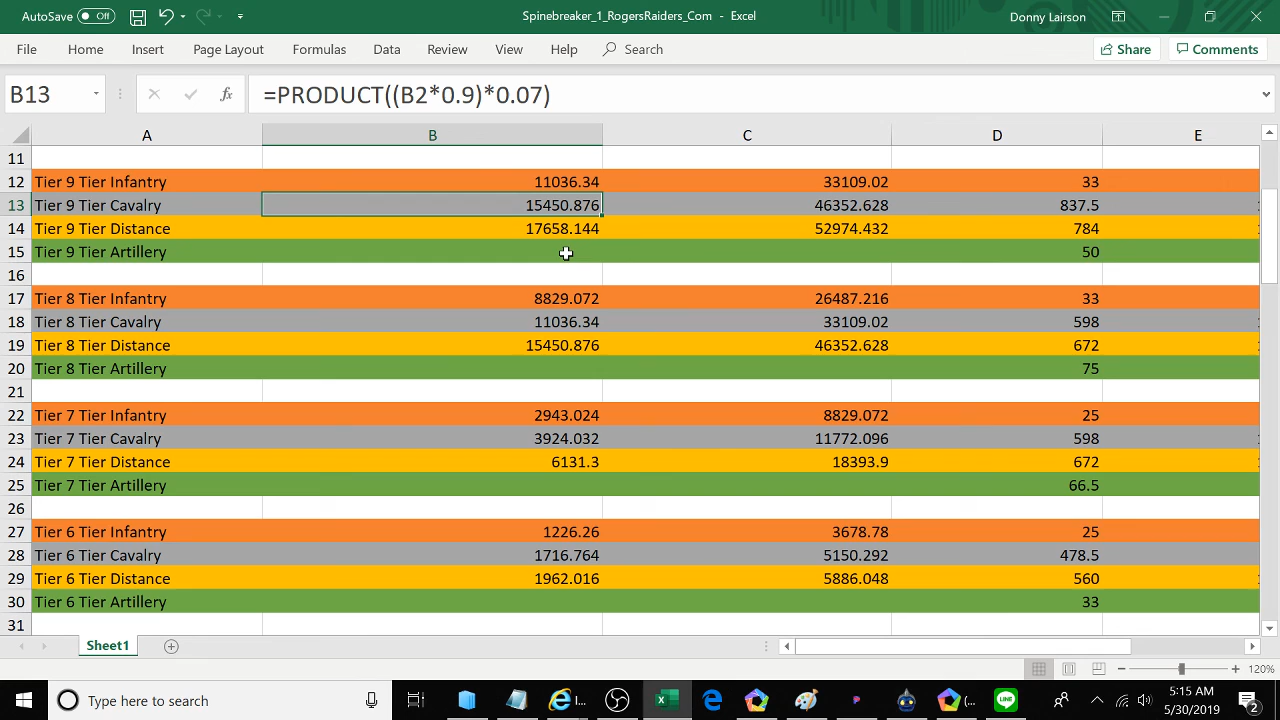 AutoSave Off Spinebreaker_1_RogersRaiders_Com - Excel Donny Lairson
File Home Insert Page Layout Formulas Data Review View Help Search Share Comments
B13 fx =PRODUCT((B2*0.9)*0.07)
A B C D E
11
12 Tier 9 Tier Infantry 11036.34 33109.02 33
13 Tier 9 Tier Cavalry 15450.876 46352.628 837.5
14 Tier 9 Tier Distance 17658.144 52974.432 784
15 Tier 9 Tier Artillery 50
16
17 Tier 8 Tier Infantry 8829.072 26487.216 33
18 Tier 8 Tier Cavalry 11036.34 33109.02 598
19 Tier 8 Tier Distance 15450.876 46352.628 672
20 Tier 8 Tier Artillery 75
21
22 Tier 7 Tier Infantry 2943.024 8829.072 25
23 Tier 7 Tier Cavalry 3924.032 11772.096 598
24 Tier 7 Tier Distance 6131.3 18393.9 672
25 Tier 7 Tier Artillery 66.5
26
27 Tier 6 Tier Infantry 1226.26 3678.78 25
28 Tier 6 Tier Cavalry 1716.764 5150.292 478.5
29 Tier 6 Tier Distance 1962.016 5886.048 560
30 Tier 6 Tier Artillery 33
31
Sheet1
120%
Type here to search
LINE
5:15 AM
5/30/2019
2